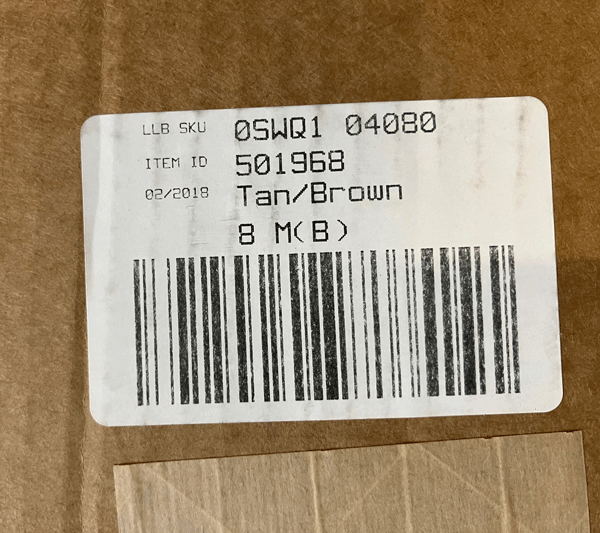 LLB SKU 0SWQ1 04080
ITEM ID 501968
02/2018 Tan/Brown
8 M(B)